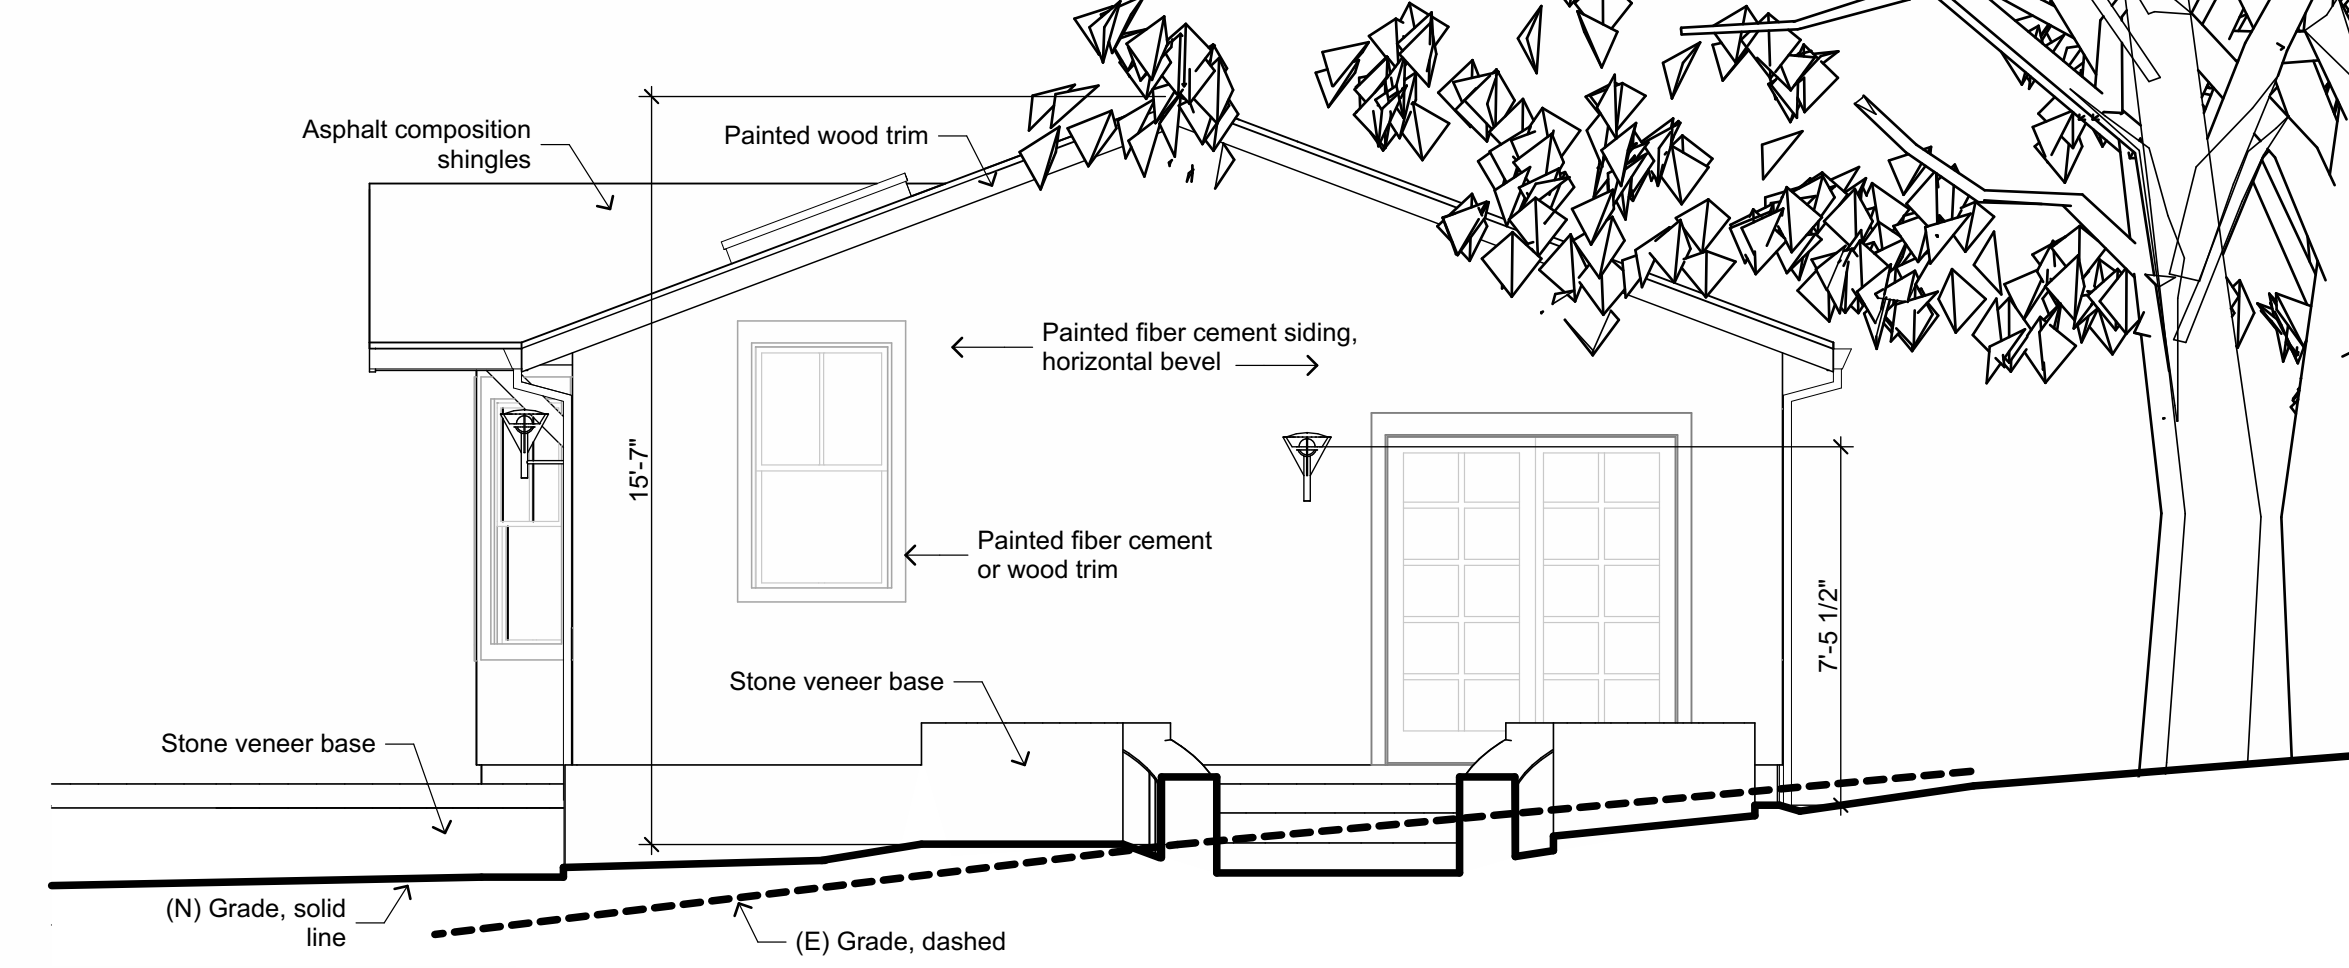 Asphalt composition
shingles
Painted wood trim
Painted fiber cement siding,
horizontal bevel
15'-7"
Painted fiber cement
or wood trim
7'-5 1/2"
Stone veneer base
Stone veneer base
(N) Grade, solid
line
(E) Grade, dashed